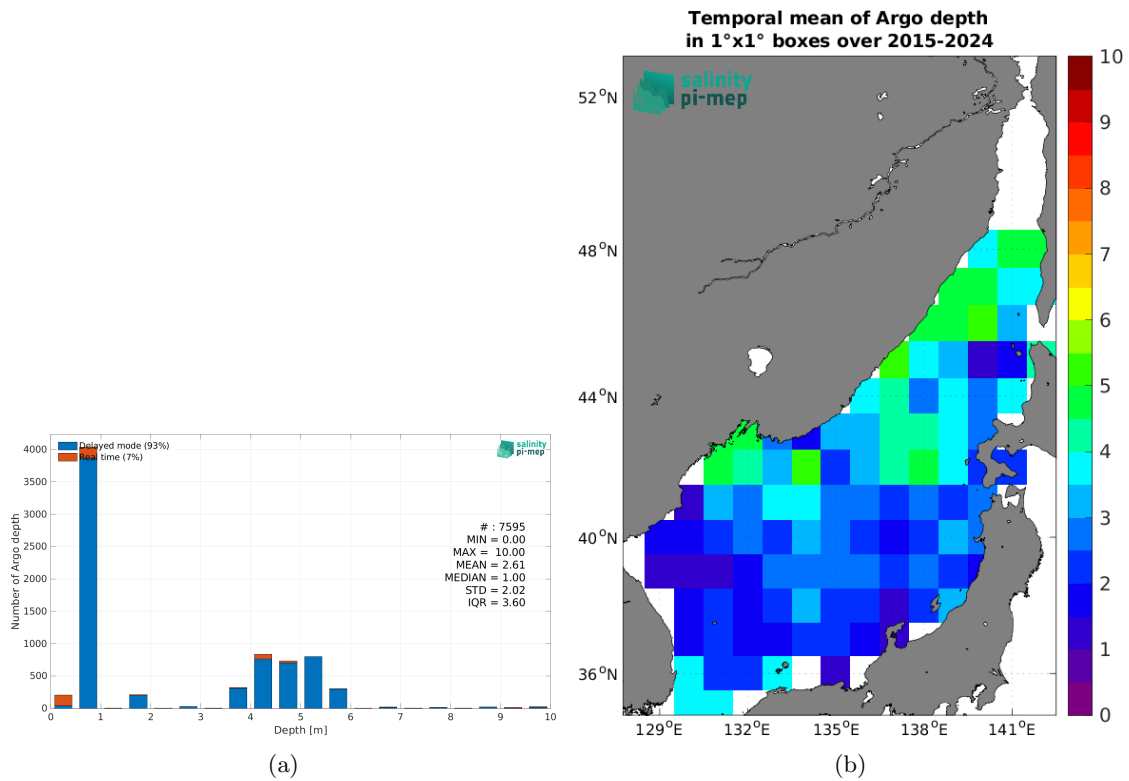 Delayed mode (93%)
Real time (7%)
salinity
pi-mep
# : 7595
MIN = 0.00
MAX = 10.00
MEAN = 2.61
MEDIAN = 1.00
STD = 2.02
IQR = 3.60
Number of Argo depth
4000
3500
3000
2500
2000
1500
1000
500
0
0 1 2 3 4 5 6 7 8 9 10
Depth [m]
(a)
Temporal mean of Argo depth
in 1°x1° boxes over 2015-2024
salinity
pi-mep
52°N
48°N
44°N
40°N
36°N
129°E 132°E 135°E 138°E 141°E
10
9
8
7
6
5
4
3
2
1
0
(b)